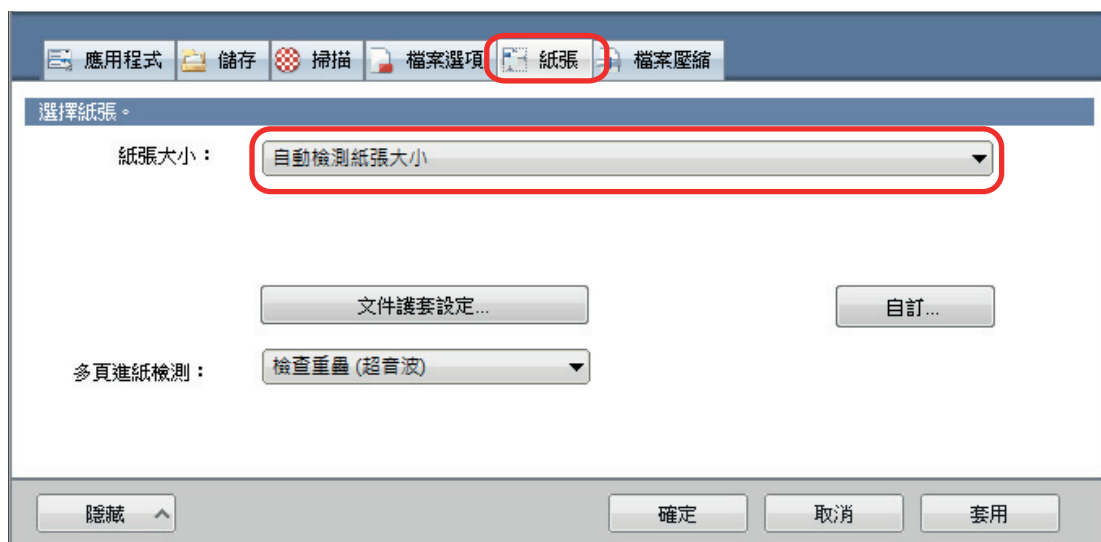 應用程式 儲存 掃描 檔案選項 紙張 檔案壓縮
選擇紙張。
紙張大小： 自動檢測紙張大小
文件護套設定... 自訂...
多頁進紙檢測： 檢查重疊 (超音波)
隱藏 確定 取消 套用